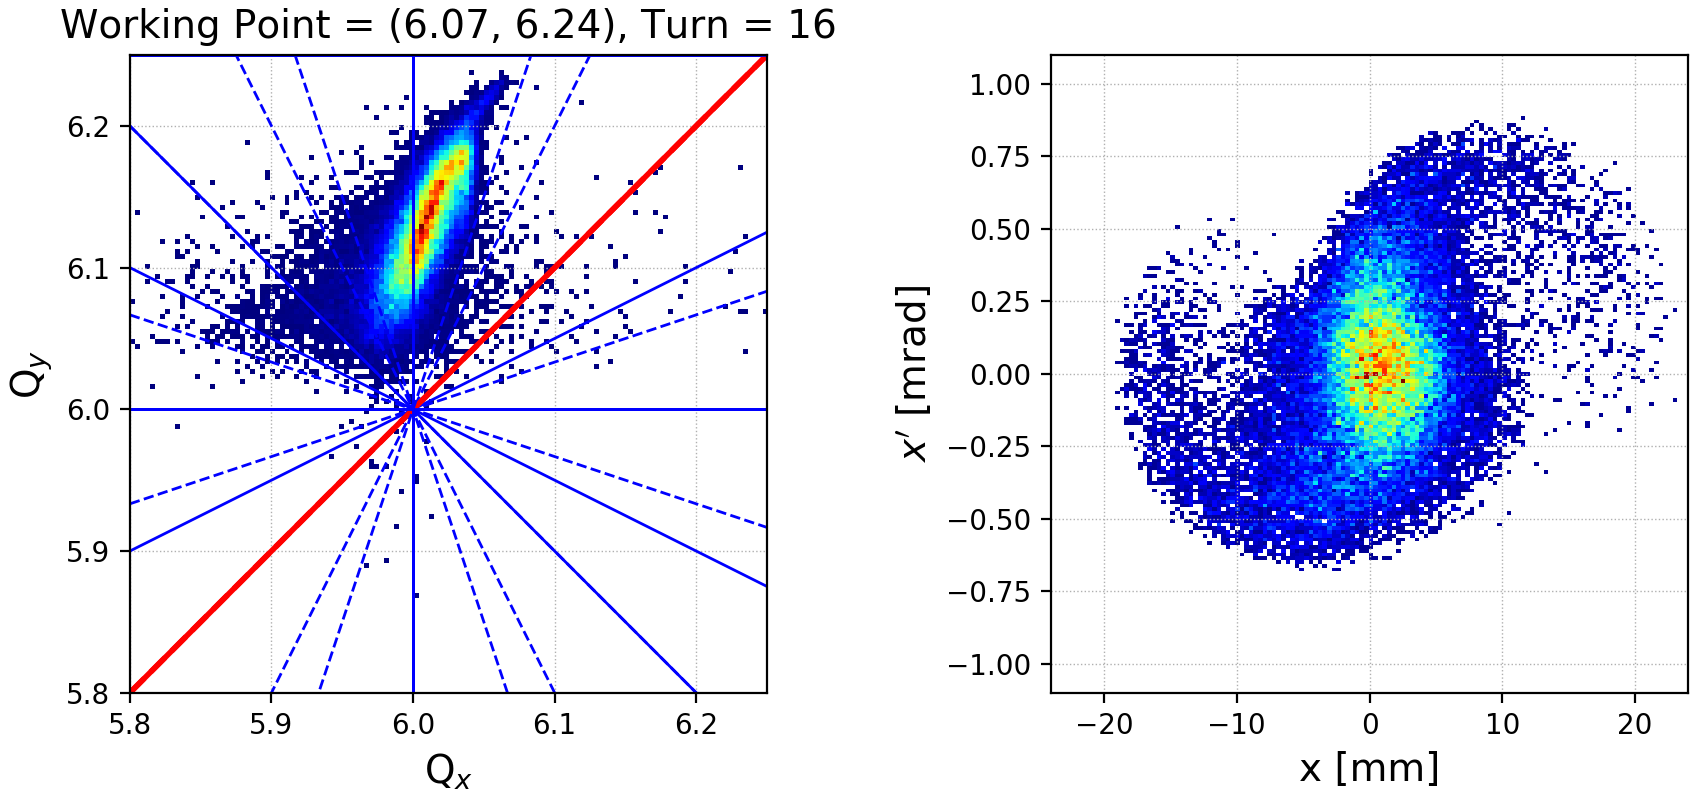 Working Point = (6.07, 6.24), Turn = 16
6.2
6.1
6.0
5.9
5.8
Qy
5.8 5.9 6.0 6.1 6.2
Qx
1.00
0.75
0.50
0.25
0.00
−0.25
−0.50
−0.75
−1.00
x′ [mrad]
−20 −10 0 10 20
x [mm]